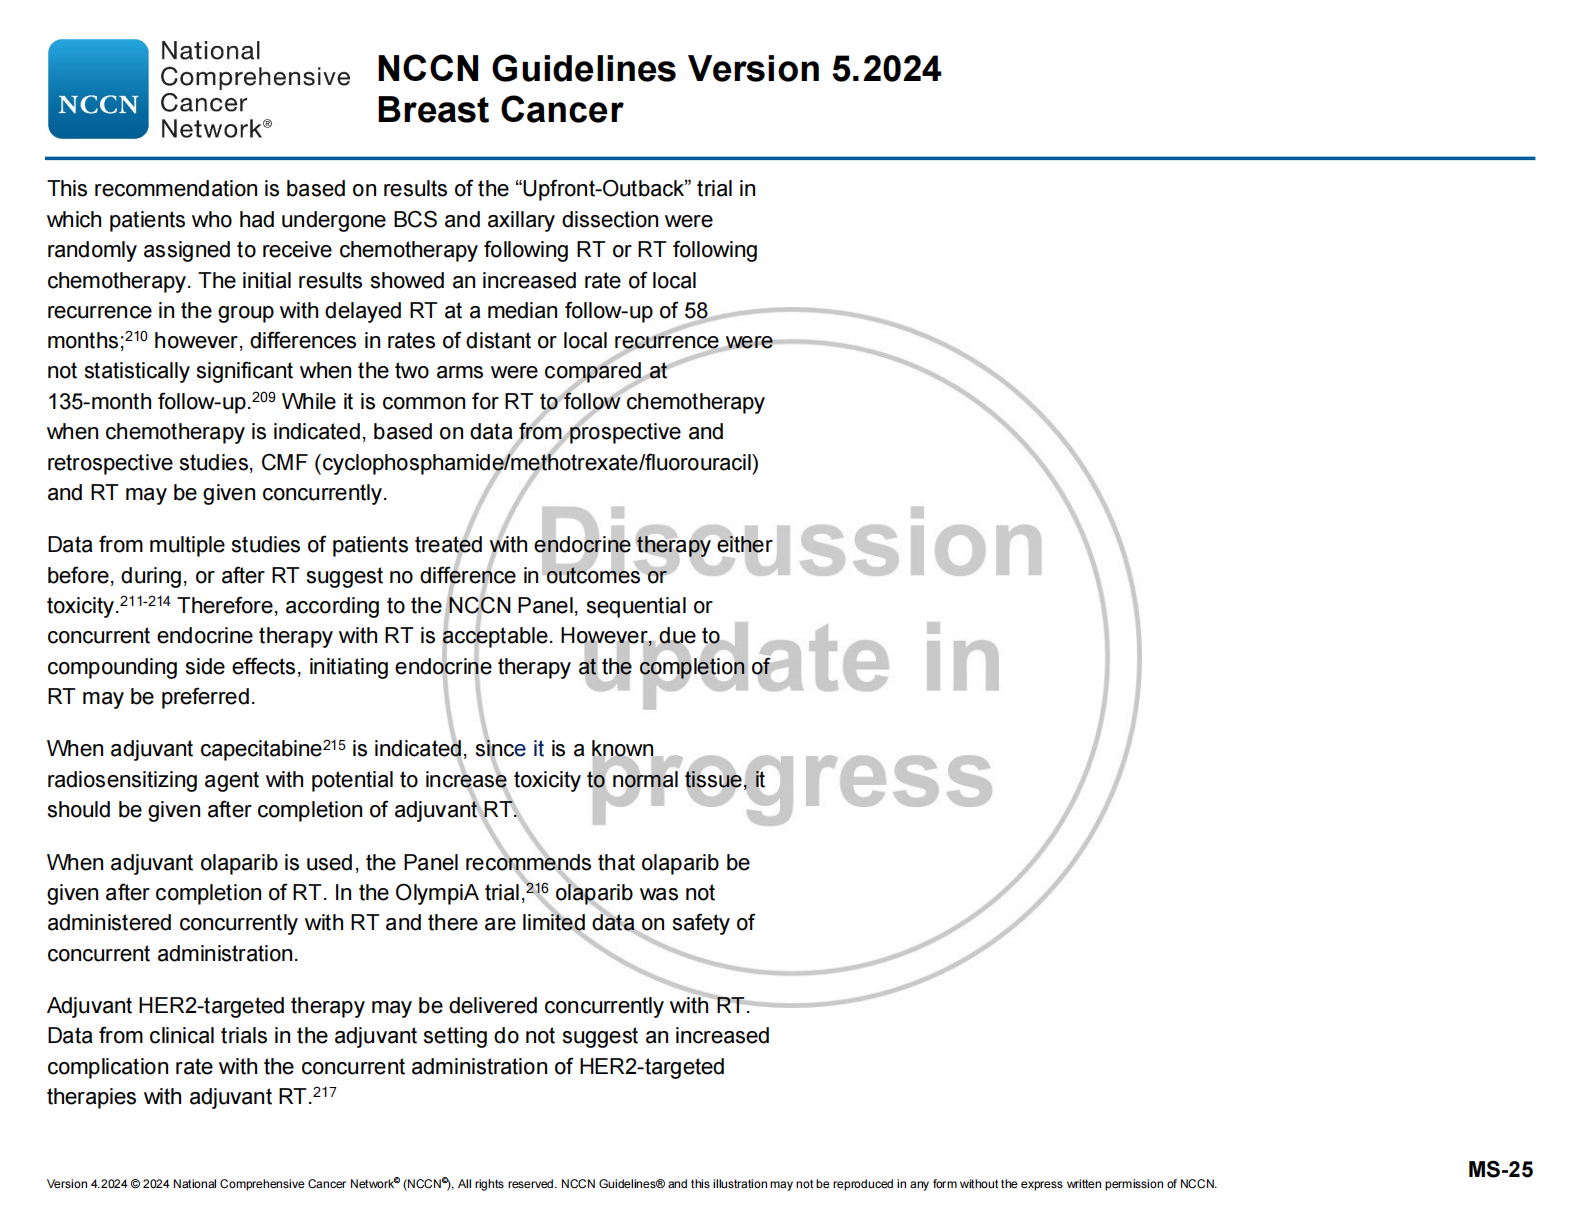 NCCN
National
Comprehensive
Cancer
Network®
NCCN Guidelines Version 5.2024
Breast Cancer
This recommendation is based on results of the “Upfront-Outback” trial in
which patients who had undergone BCS and axillary dissection were
randomly assigned to receive chemotherapy following RT or RT following
chemotherapy. The initial results showed an increased rate of local
recurrence in the group with delayed RT at a median follow-up of 58
months;210 however, differences in rates of distant or local recurrence were
not statistically significant when the two arms were compared at
135-month follow-up.209 While it is common for RT to follow chemotherapy
when chemotherapy is indicated, based on data from prospective and
retrospective studies, CMF (cyclophosphamide/methotrexate/fluorouracil)
and RT may be given concurrently.
Data from multiple studies of patients treated with endocrine therapy either
before, during, or after RT suggest no difference in outcomes or
toxicity.211-214 Therefore, according to the NCCN Panel, sequential or
concurrent endocrine therapy with RT is acceptable. However, due to
compounding side effects, initiating endocrine therapy at the completion of
RT may be preferred.
When adjuvant capecitabine215 is indicated, since it is a known
radiosensitizing agent with potential to increase toxicity to normal tissue, it
should be given after completion of adjuvant RT.
When adjuvant olaparib is used, the Panel recommends that olaparib be
given after completion of RT. In the OlympiA trial,216 olaparib was not
administered concurrently with RT and there are limited data on safety of
concurrent administration.
Adjuvant HER2-targeted therapy may be delivered concurrently with RT.
Data from clinical trials in the adjuvant setting do not suggest an increased
complication rate with the concurrent administration of HER2-targeted
therapies with adjuvant RT.217
Discussion
update in
progress
MS-25
Version 4.2024 © 2024 National Comprehensive Cancer Network© (NCCN©), All rights reserved. NCCN Guidelines® and this illustration may not be reproduced in any form without the express written permission of NCCN.